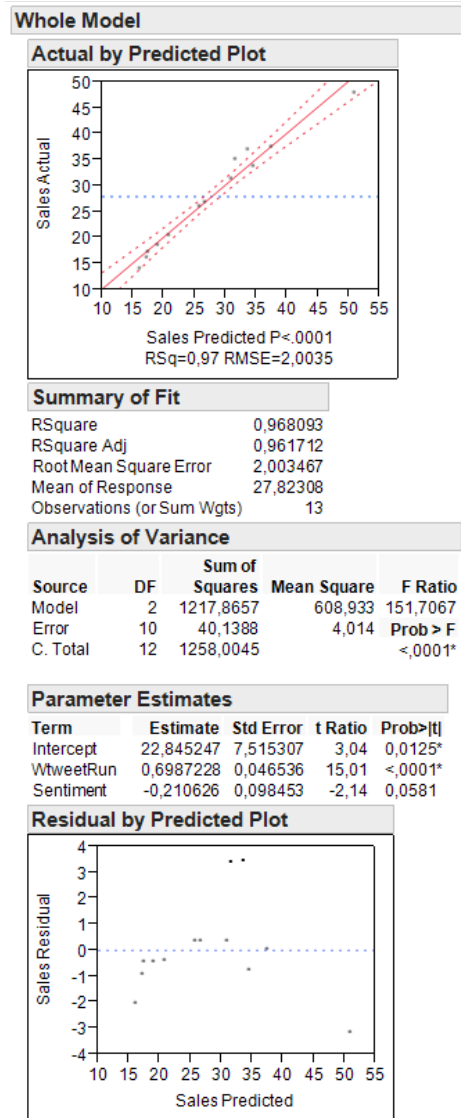 Whole Model
Actual by Predicted Plot
50
45
40
35
30
25
20
15
10
Sales Actual
10 15 20 25 30 35 40 45 50 55
Sales Predicted P<.0001
RSq=0,97 RMSE=2,0035
Summary of Fit
RSquare 0,968093
RSquare Adj 0,961712
Root Mean Square Error 2,003467
Mean of Response 27,82308
Observations (or Sum Wgts) 13
Analysis of Variance
Sum of
Source DF Squares Mean Square F Ratio
Model 2 1217,8657 608,933 151,7067
Error 10 40,1388 4,014 Prob > F
C. Total 12 1258,0045 <,0001*
Parameter Estimates
Term Estimate Std Error t Ratio Prob>|t|
Intercept 22,845247 7,515307 3,04 0,0125*
WtweetRun 0,6987228 0,046536 15,01 <,0001*
Sentiment -0,210626 0,098453 -2,14 0,0581
Residual by Predicted Plot
4
3
2
1
0
-1
-2
-3
-4
Sales Residual
10 15 20 25 30 35 40 45 50 55
Sales Predicted